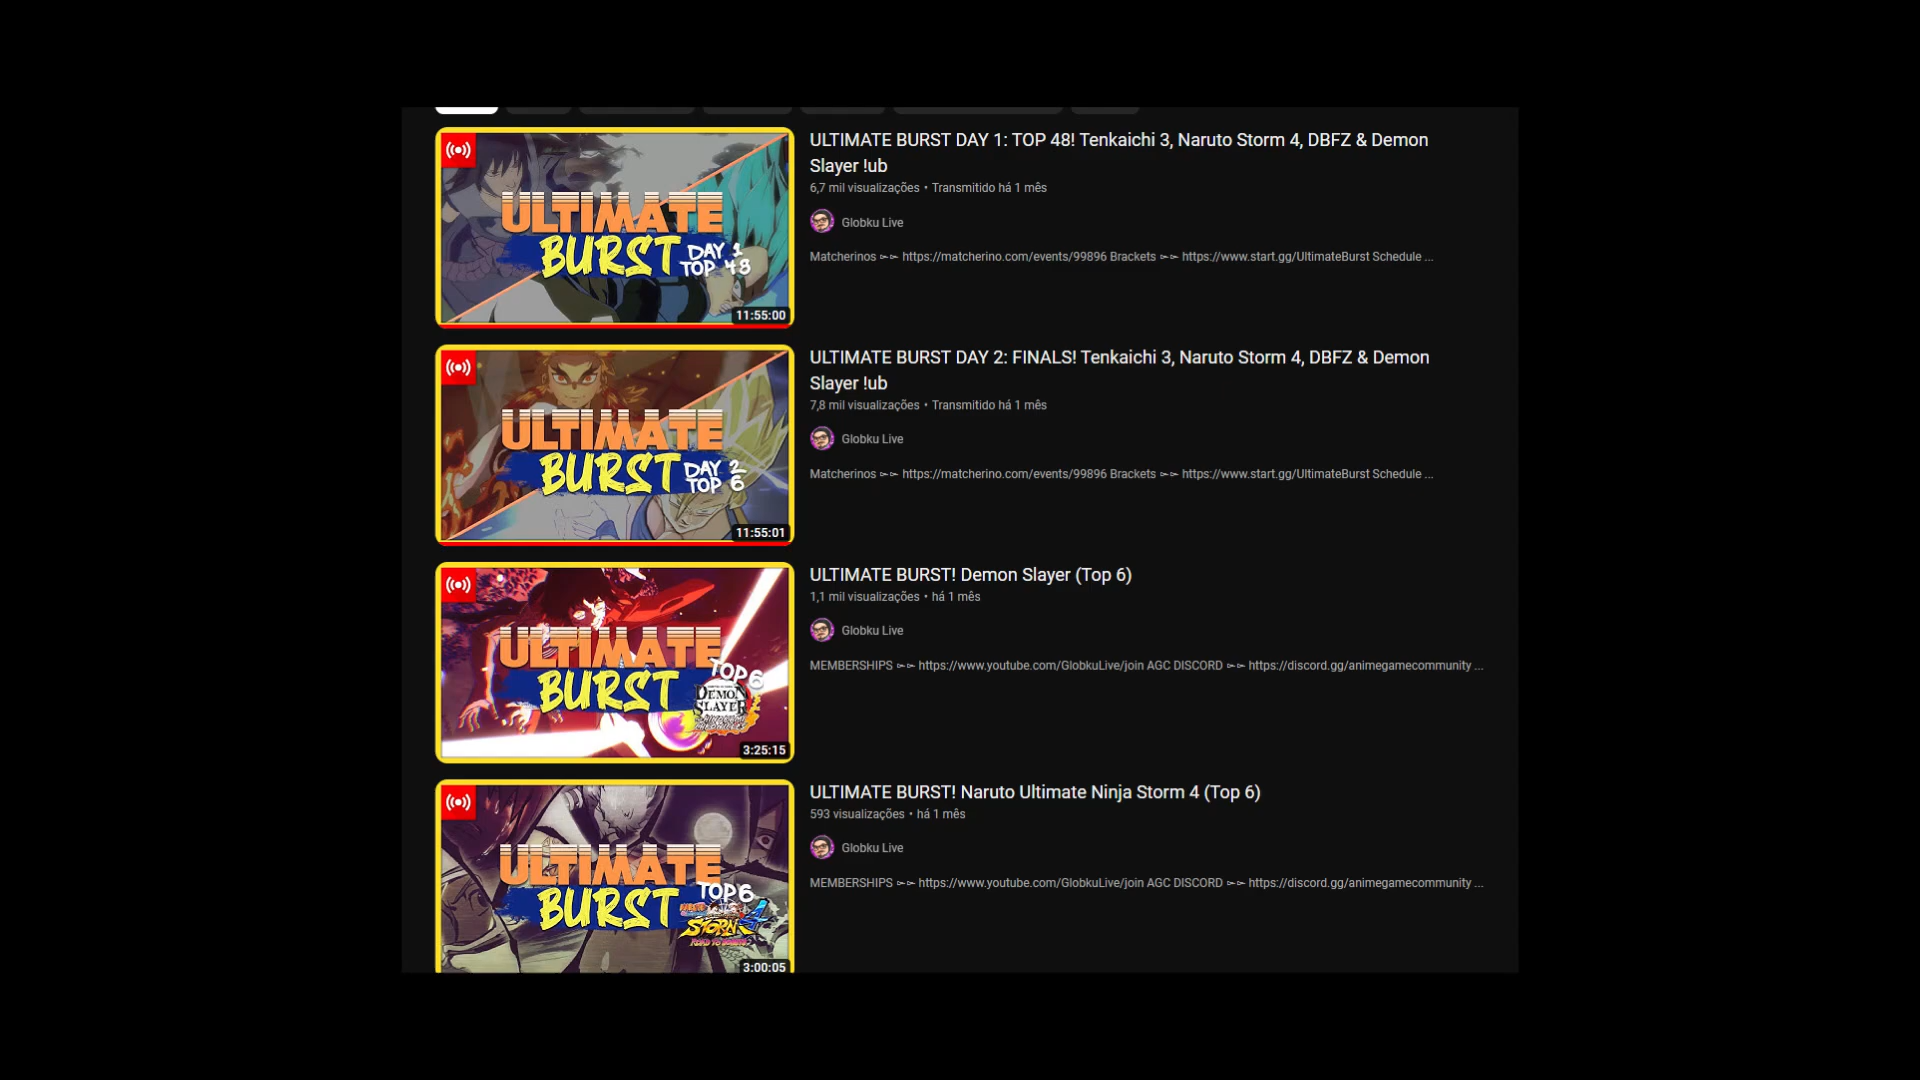 ULTIMATE
BURST DAY 1
TOP 48
11:55:00
ULTIMATE BURST DAY 1: TOP 48! Tenkaichi 3, Naruto Storm 4, DBFZ & Demon
Slayer !ub
6,7 mil visualizações • Transmitido há 1 mês
Globku Live
Matcherinos ➳➳ https://matcherino.com/events/99896 Brackets ➳➳ https://www.start.gg/UltimateBurst Schedule ...
ULTIMATE
BURST DAY 2
TOP 6
11:55:01
ULTIMATE BURST DAY 2: FINALS! Tenkaichi 3, Naruto Storm 4, DBFZ & Demon
Slayer !ub
7,8 mil visualizações • Transmitido há 1 mês
Globku Live
Matcherinos ➳➳ https://matcherino.com/events/99896 Brackets ➳➳ https://www.start.gg/UltimateBurst Schedule ...
ULTIMATE
BURST
TOP 6
DEMON
SLAYER
3:25:15
ULTIMATE BURST! Demon Slayer (Top 6)
1,1 mil visualizações • há 1 mês
Globku Live
MEMBERSHIPS ➳➳ https://www.youtube.com/GlobkuLive/join AGC DISCORD ➳➳ https://discord.gg/animegamecommunity ...
ULTIMATE
BURST
TOP 6
STORM 4
3:00:05
ULTIMATE BURST! Naruto Ultimate Ninja Storm 4 (Top 6)
593 visualizações • há 1 mês
Globku Live
MEMBERSHIPS ➳➳ https://www.youtube.com/GlobkuLive/join AGC DISCORD ➳➳ https://discord.gg/animegamecommunity ...